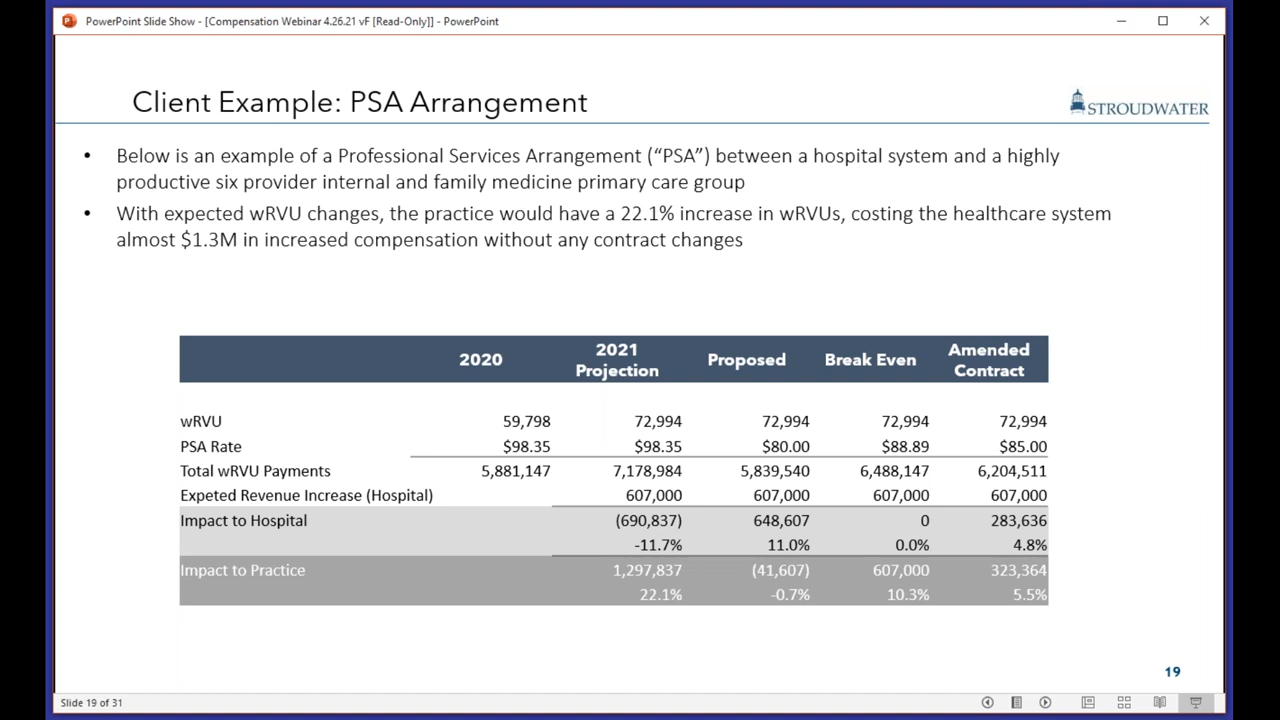 PowerPoint Slide Show - [Compensation Webinar 4.26.21 vF [Read-Only]] - PowerPoint
Client Example: PSA Arrangement
STROUDWATER
• Below is an example of a Professional Services Arrangement (“PSA”) between a hospital system and a highly
productive six provider internal and family medicine primary care group
• With expected wRVU changes, the practice would have a 22.1% increase in wRVUs, costing the healthcare system
almost $1.3M in increased compensation without any contract changes
2020 2021 Projection Proposed Break Even Amended Contract
wRVU 59,798 72,994 72,994 72,994 72,994
PSA Rate $98.35 $98.35 $80.00 $88.89 $85.00
Total wRVU Payments 5,881,147 7,178,984 5,839,540 6,488,147 6,204,511
Expeted Revenue Increase (Hospital) 607,000 607,000 607,000 607,000
Impact to Hospital (690,837) 648,607 0 283,636
-11.7% 11.0% 0.0% 4.8%
Impact to Practice 1,297,837 (41,607) 607,000 323,364
22.1% -0.7% 10.3% 5.5%
19
Slide 19 of 31